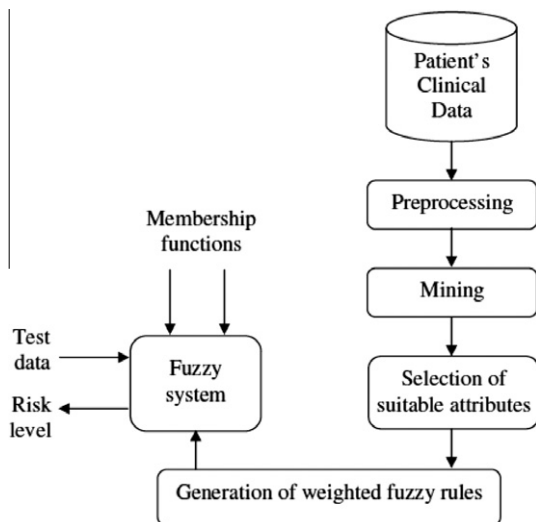 Patient's
Clinical
Data
Preprocessing
Mining
Selection of
suitable attributes
Generation of weighted fuzzy rules
Membership
functions
Fuzzy
system
Test
data
Risk
level